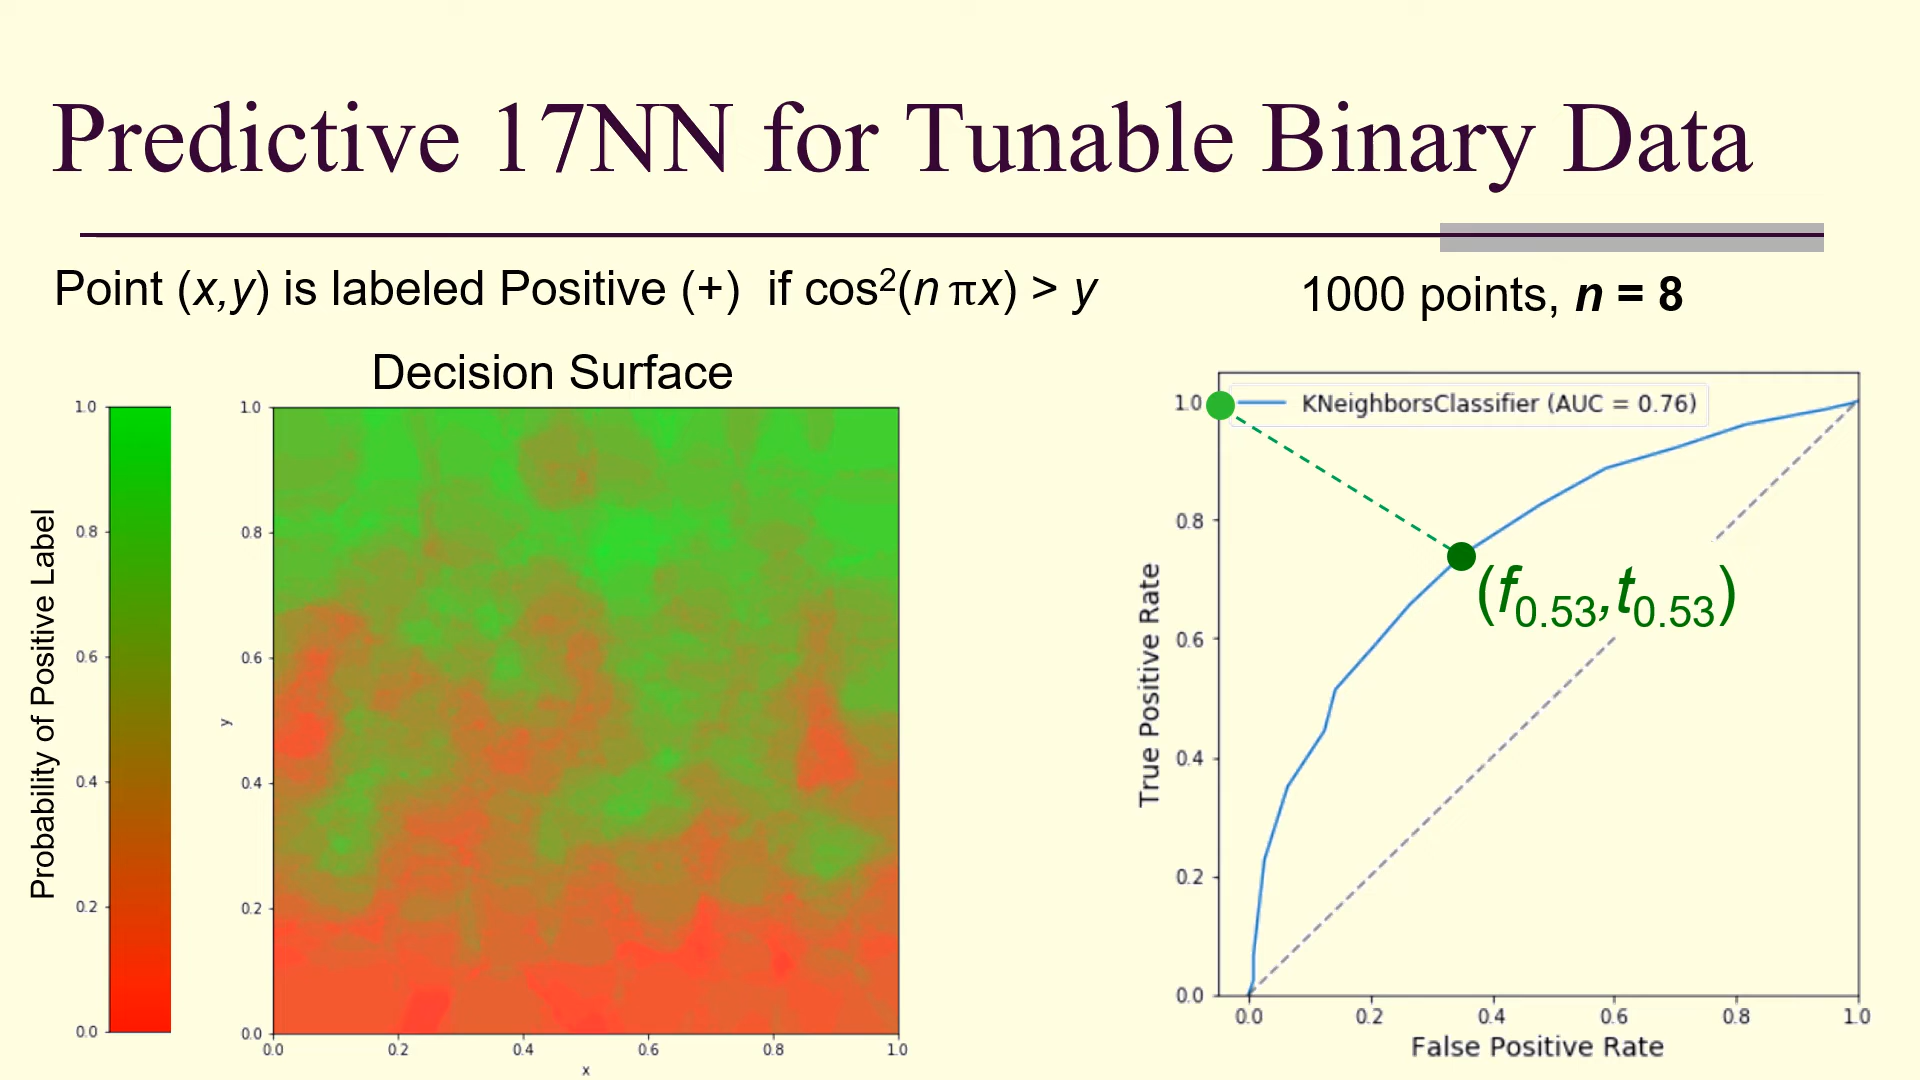 Predictive 17NN for Tunable Binary Data
Point (x,y) is labeled Positive (+) if cos²(n πx) > y
1000 points, n = 8
Decision Surface
Probability of Positive Label
1.0
0.8
0.6
0.4
0.2
0.0
y
1.0
0.8
0.6
0.4
0.2
0.0
0.0 0.2 0.4 0.6 0.8 1.0
x
True Positive Rate
1.0
0.8
0.6
0.4
0.2
0.0
KNeighborsClassifier (AUC = 0.76)
(f0.53,t0.53)
0.0 0.2 0.4 0.6 0.8 1.0
False Positive Rate